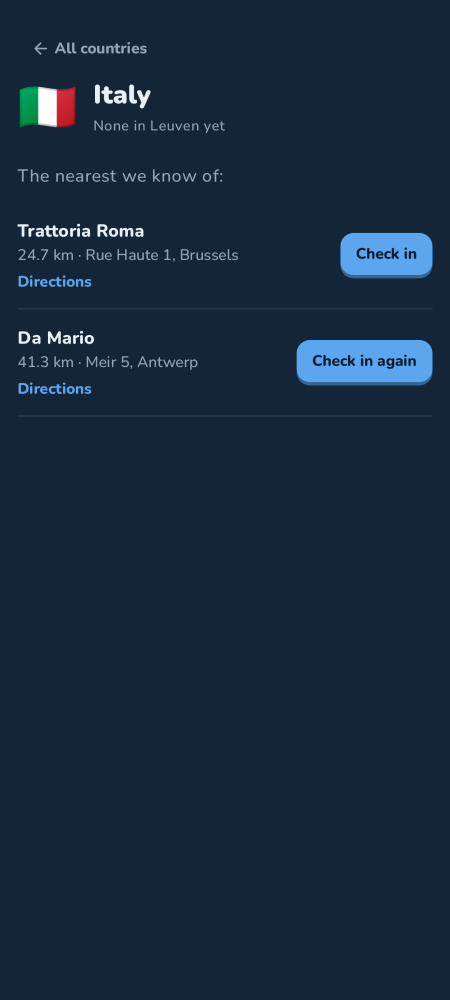 ← All countries
Italy
None in Leuven yet
The nearest we know of:
Trattoria Roma
24.7 km · Rue Haute 1, Brussels
Directions
Check in
Da Mario
41.3 km · Meir 5, Antwerp
Directions
Check in again